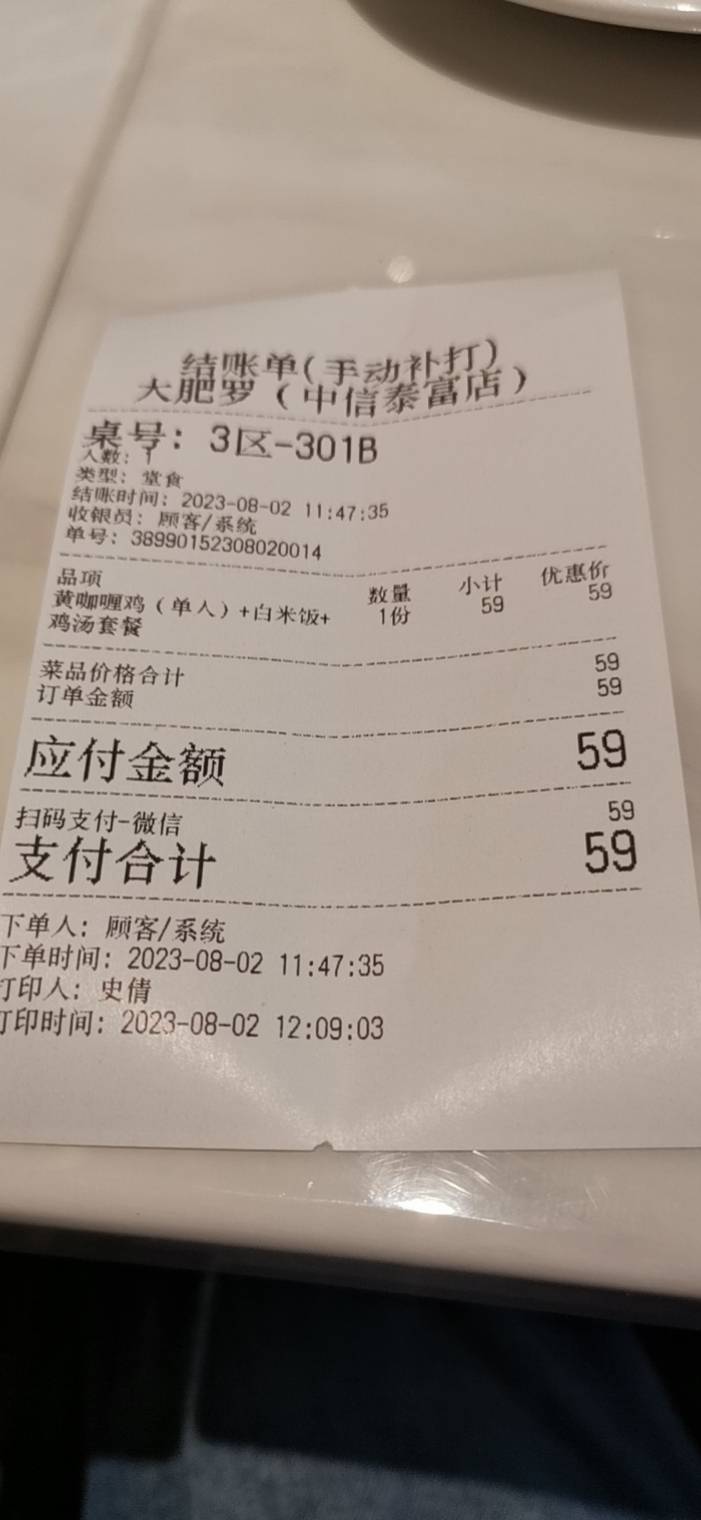 结账单(手动补打)
大肥罗（中信泰富店）
桌号: 3区-301B
人数: 1
类型: 堂食
结账时间: 2023-08-02 11:47:35
收银员: 顾客/系统
单号: 38990152308020014
品项 数量 小计 优惠价
黄咖喱鸡（单人）+白米饭+ 1份 59 59
鸡汤套餐
菜品价格合计 59
订单金额 59
应付金额 59
扫码支付-微信 59
支付合计 59
下单人: 顾客/系统
下单时间: 2023-08-02 11:47:35
打印人: 史倩
打印时间: 2023-08-02 12:09:03